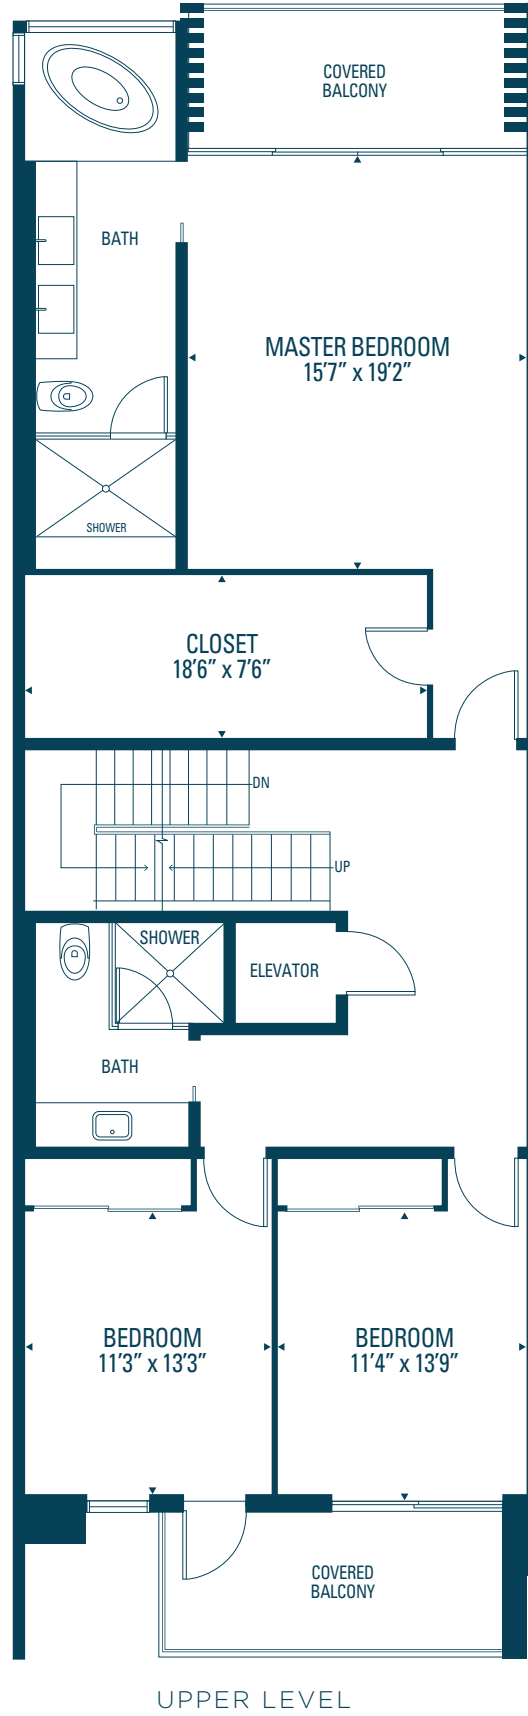 COVERED
BALCONY
BATH
MASTER BEDROOM
15'7" x 19'2"
SHOWER
CLOSET
18'6" x 7'6"
DN
UP
SHOWER
ELEVATOR
BATH
BEDROOM
11'3" x 13'3"
BEDROOM
11'4" x 13'9"
COVERED
BALCONY
UPPER LEVEL